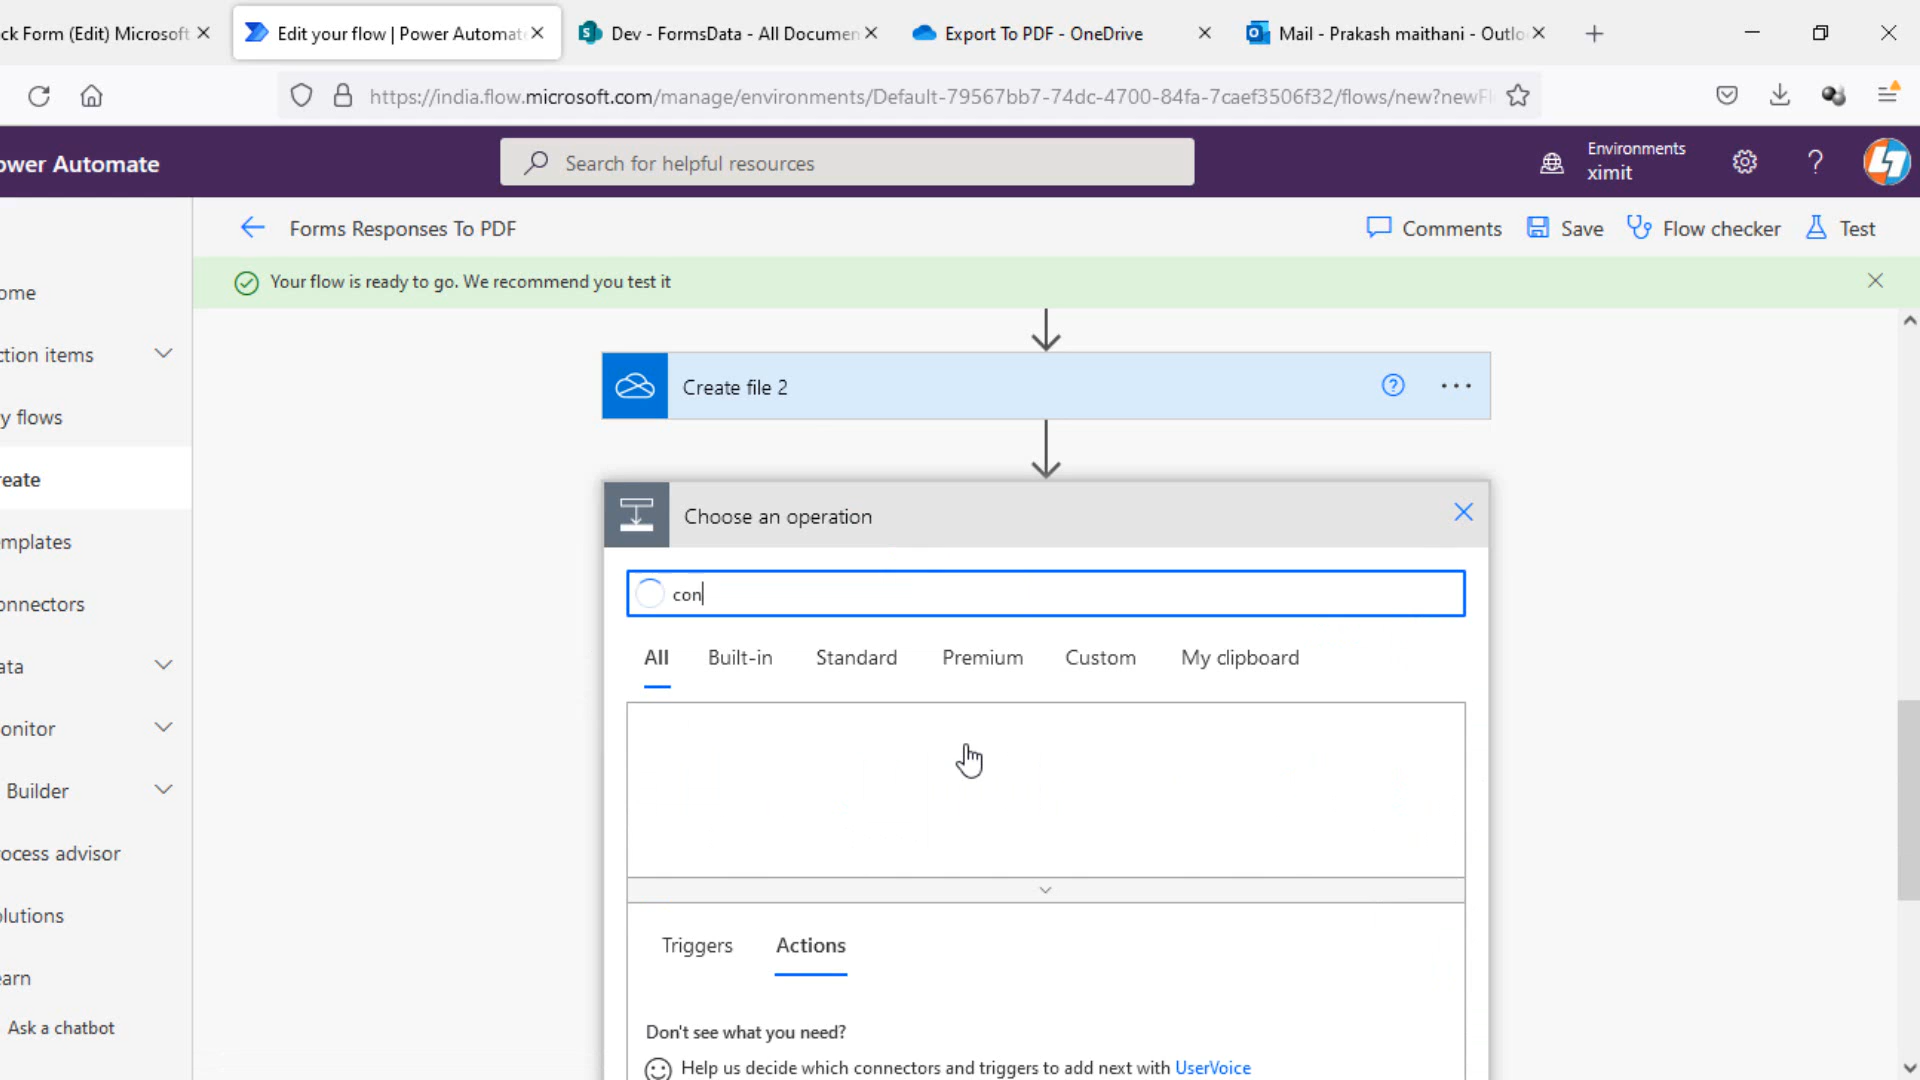 ck Form (Edit) Microsoft
Edit your flow | Power Automat
Dev - FormsData - All Documen
Export To PDF - OneDrive
Mail - Prakash maithani - Outlo
https://india.flow.microsoft.com/manage/environments/Default-79567bb7-74dc-4700-84fa-7caef3506f32/flows/new?newFl
ower Automate
Search for helpful resources
Environments
ximit
Forms Responses To PDF
Comments
Save
Flow checker
Test
Your flow is ready to go. We recommend you test it
ome
ction items
y flows
reate
emplates
onnectors
ata
onitor
Builder
ocess advisor
olutions
earn
Ask a chatbot
Create file 2
Choose an operation
con
All
Built-in
Standard
Premium
Custom
My clipboard
Triggers
Actions
Don't see what you need?
Help us decide which connectors and triggers to add next with UserVoice